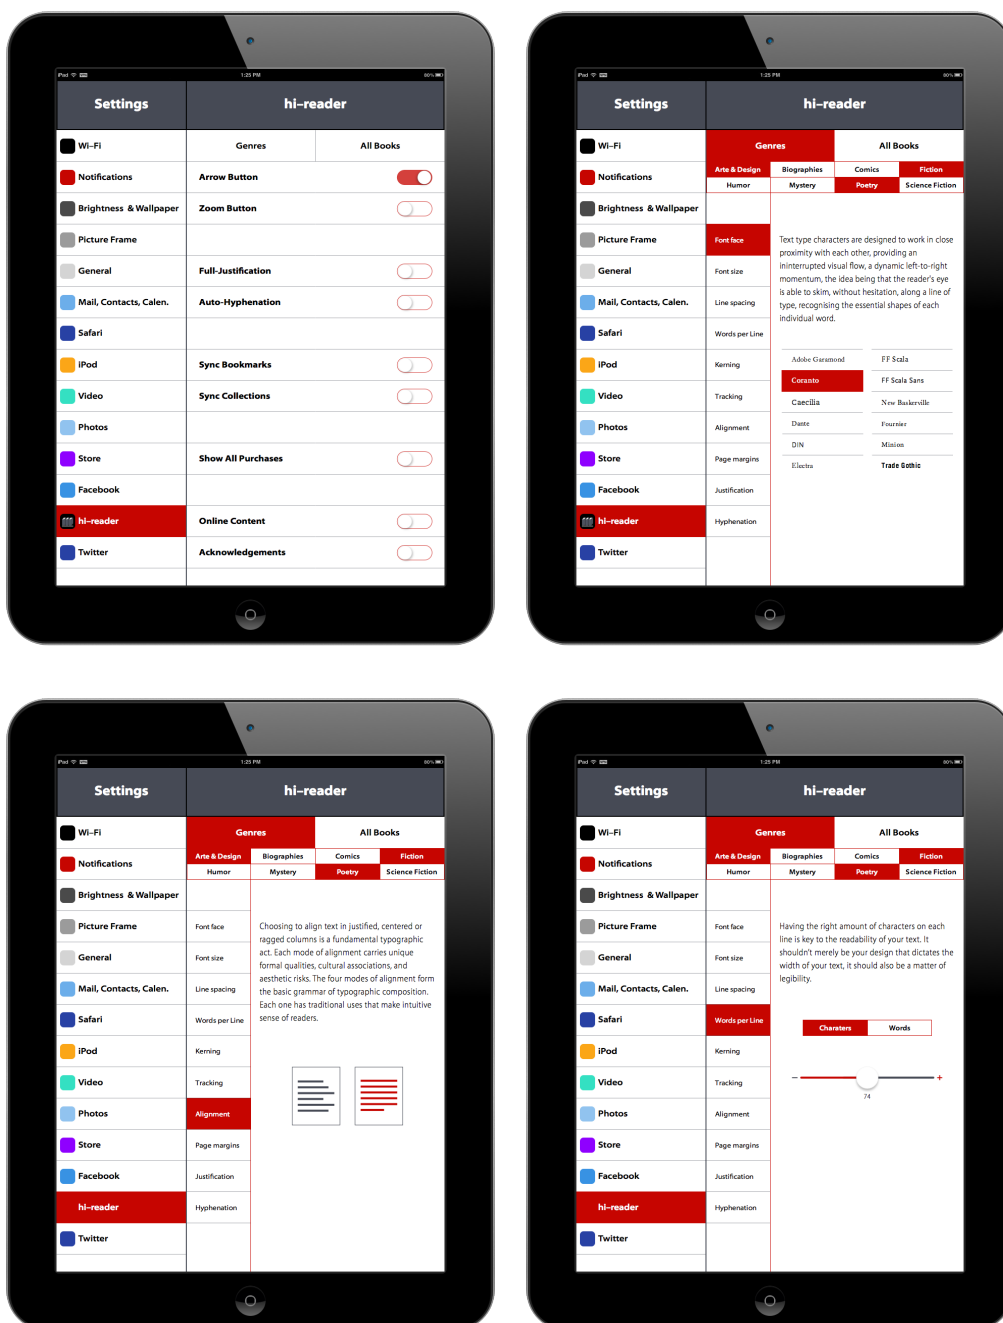 iPad 1:25 PM 80%
Settings hi-reader
Wi-Fi Genres All Books
Notifications Arrow Button
Brightness & Wallpaper Zoom Button
Picture Frame
General Full-Justification
Mail, Contacts, Calen. Auto-Hyphenation
Safari
iPod Sync Bookmarks
Video Sync Collections
Photos
Store Show All Purchases
Facebook
hi-reader Online Content
Twitter Acknowledgements
iPad 1:25 PM 80%
Settings hi-reader
Wi-Fi
Notifications
Brightness & Wallpaper
Picture Frame
General
Mail, Contacts, Calen.
Safari
iPod
Video
Photos
Store
Facebook
hi-reader
Twitter
Genres All Books
Arte & Design Biographies Comics Fiction
Humor Mystery Poetry Science Fiction
Font face
Font size
Line spacing
Words per Line
Kerning
Tracking
Alignment
Page margins
Justification
Hyphenation
Text type characters are designed to work in close
proximity with each other, providing an
ininterrupted visual flow, a dynamic left-to-right
momentum, the idea being that the reader's eye
is able to skim, without hesitation, along a line of
type, recognising the essential shapes of each
individual word.
Adobe Garamond FF Scala
Coranto FF Scala Sans
Caecilia New Baskerville
Dante Fournier
DIN Minion
Electra Trade Gothic
iPad 1:25 PM 80%
Settings hi-reader
Wi-Fi
Notifications
Brightness & Wallpaper
Picture Frame
General
Mail, Contacts, Calen.
Safari
iPod
Video
Photos
Store
Facebook
hi-reader
Twitter
Genres All Books
Arte & Design Biographies Comics Fiction
Humor Mystery Poetry Science Fiction
Font face
Font size
Line spacing
Words per Line
Kerning
Tracking
Alignment
Page margins
Justification
Hyphenation
Choosing to align text in justified, centered or
ragged columns is a fundamental typographic
act. Each mode of alignment carries unique
formal qualities, cultural associations, and
aesthetic risks. The four modes of alignment form
the basic grammar of typographic composition.
Each one has traditional uses that make intuitive
sense of readers.
iPad 1:25 PM 80%
Settings hi-reader
Wi-Fi
Notifications
Brightness & Wallpaper
Picture Frame
General
Mail, Contacts, Calen.
Safari
iPod
Video
Photos
Store
Facebook
hi-reader
Twitter
Genres All Books
Arte & Design Biographies Comics Fiction
Humor Mystery Poetry Science Fiction
Font face
Font size
Line spacing
Words per Line
Kerning
Tracking
Alignment
Page margins
Justification
Hyphenation
Having the right amount of characters on each
line is key to the readability of your text. It
shouldn't merely be your design that dictates the
width of your text, it should also be a matter of
legibility.
Charaters Words
− +
74